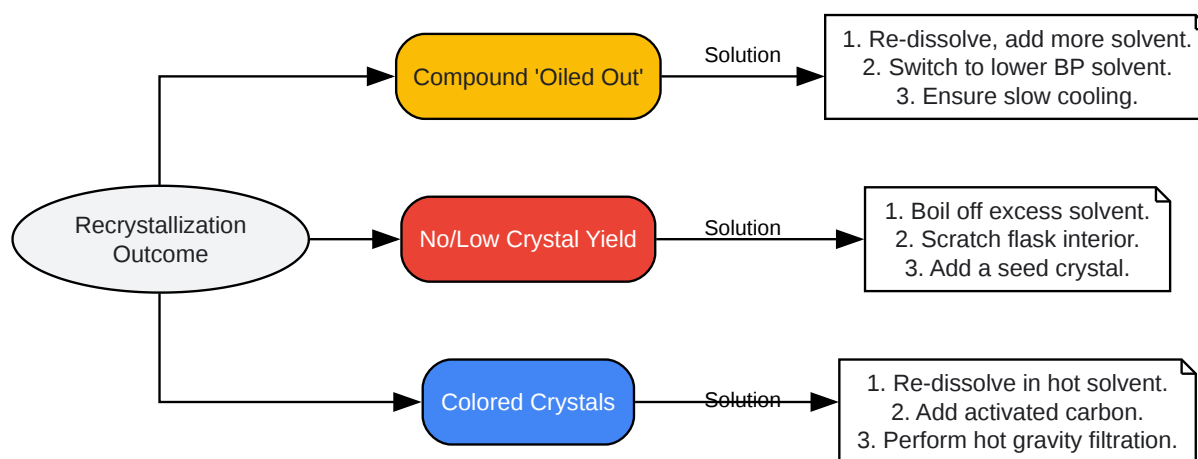 Compound 'Oiled Out'
Solution
1. Re-dissolve, add more solvent.
2. Switch to lower BP solvent.
3. Ensure slow cooling.
Recrystallization
Outcome
No/Low Crystal Yield
Solution
1. Boil off excess solvent.
2. Scratch flask interior.
3. Add a seed crystal.
Colored Crystals
Solution
1. Re-dissolve in hot solvent.
2. Add activated carbon.
3. Perform hot gravity filtration.